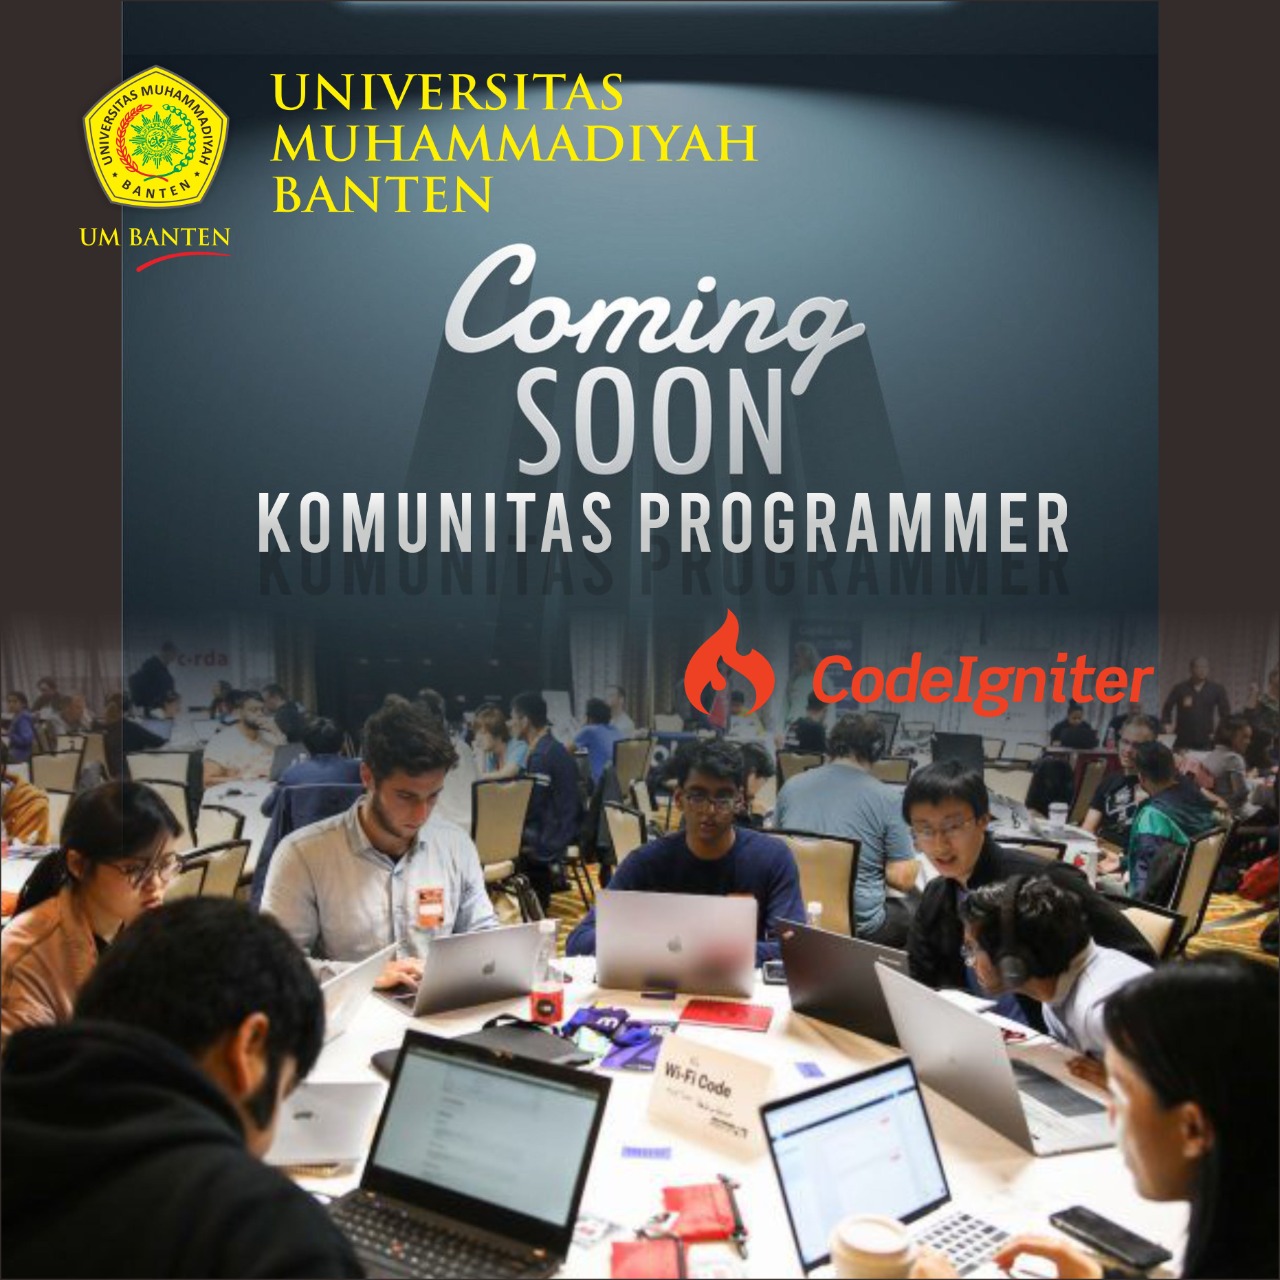 UNIVERSITAS MUHAMMADIYAH
BANTEN
UM BANTEN
UNIVERSITAS
MUHAMMADIYAH
BANTEN
Coming
SOON
KOMUNITAS PROGRAMMER
CodeIgniter
Wi-Fi Code